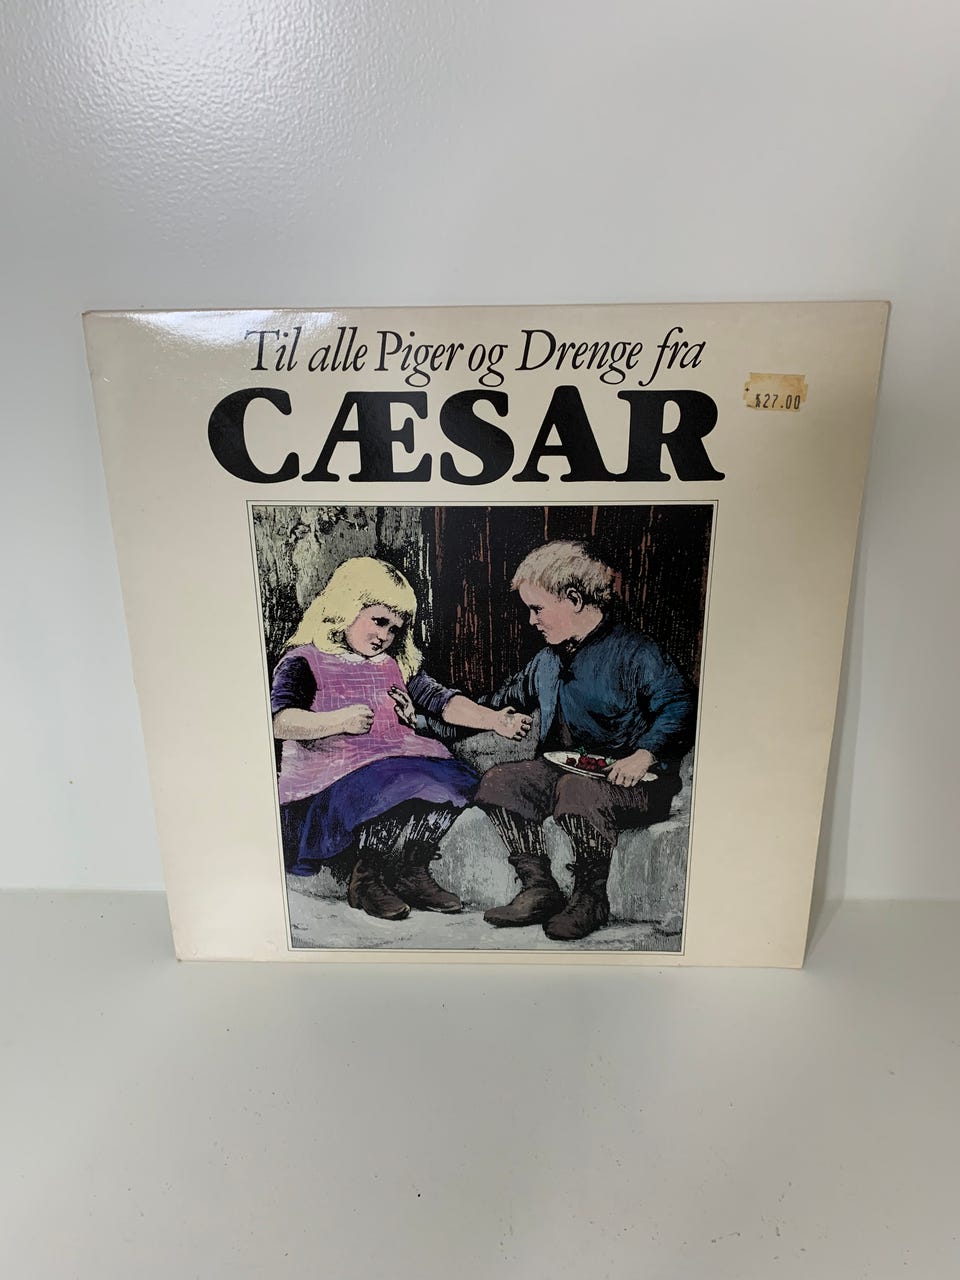 Til alle Piger og Drenge fra
CÆSAR
27.00